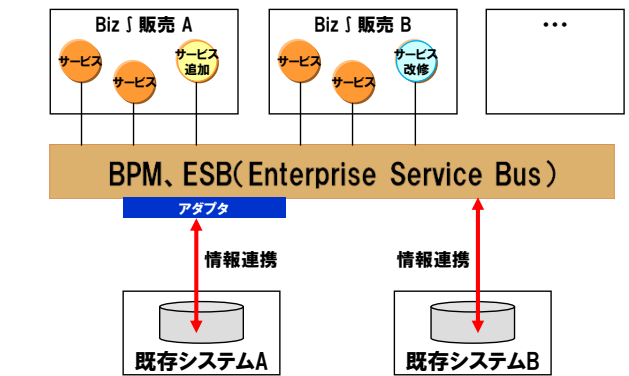 Biz∫販売 A
Biz∫販売 B
・・・
サービス
サービス
サービス
追加
サービス
サービス
サービス
改修
BPM、ESB(Enterprise Service Bus)
アダプタ
情報連携
情報連携
既存システムA
既存システムB